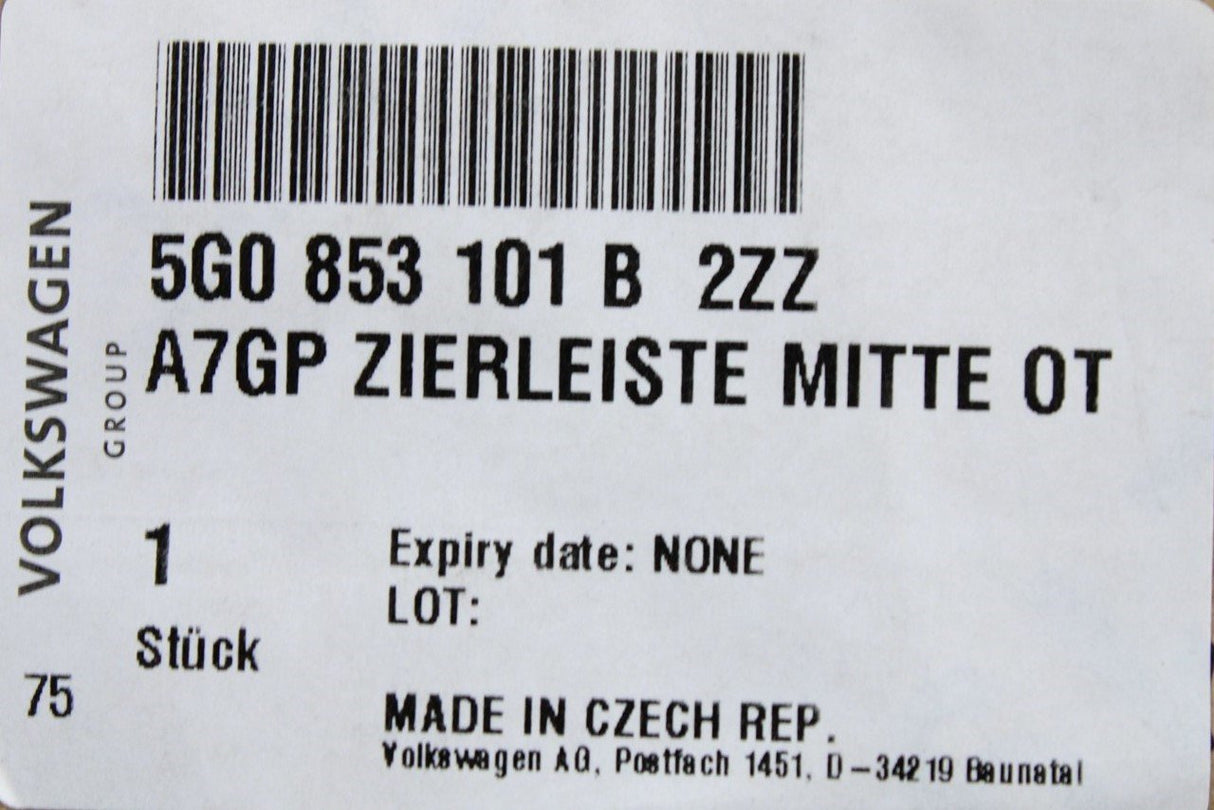 5G0 853 101 B 2ZZ
A7GP ZIERLEISTE MITTE OT
VOLKSWAGEN
GROUP
1
Stück
Expiry date: NONE
LOT:
75
MADE IN CZECH REP.
Volkswagen AG, Postfach 1451, D-34219 Baunatal